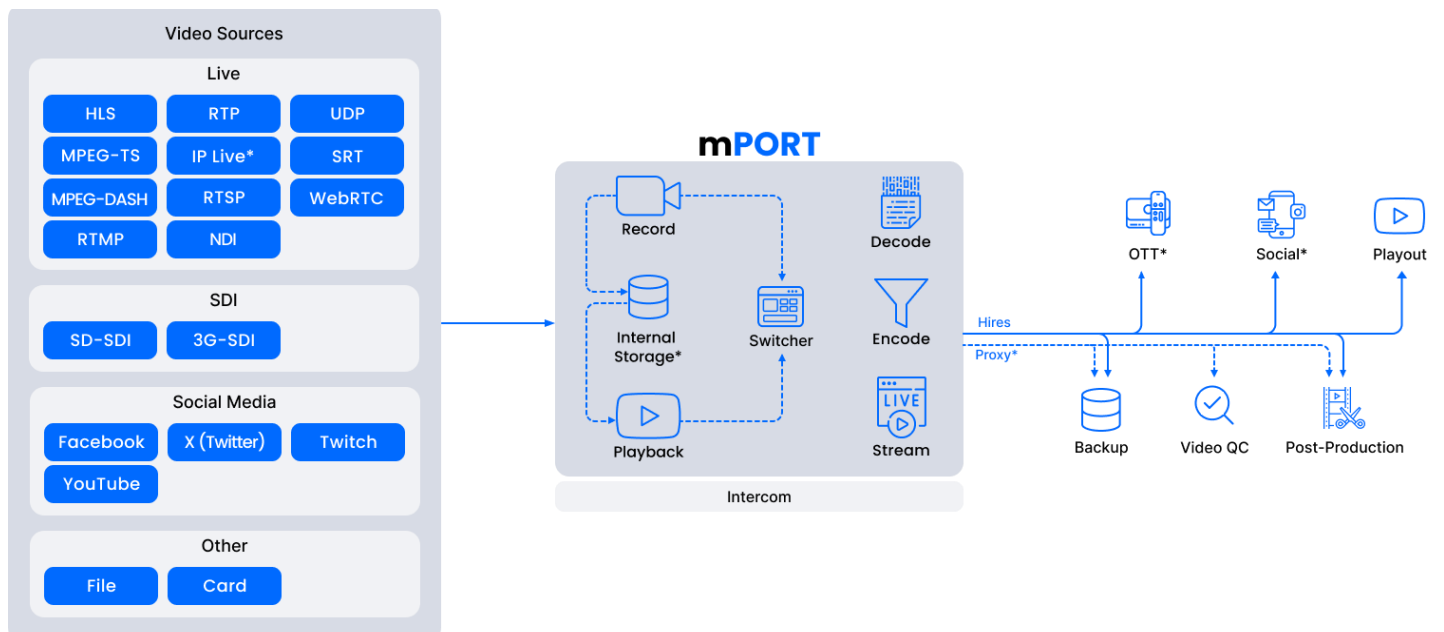 Video Sources
Live
HLS
RTP
UDP
MPEG-TS
IP Live*
SRT
MPEG-DASH
RTSP
WebRTC
RTMP
NDI
SDI
SD-SDI
3G-SDI
Social Media
Facebook
X (Twitter)
Twitch
YouTube
Other
File
Card
mPORT
Record
Decode
Internal
Storage*
Switcher
Encode
Playback
LIVE
Stream
Intercom
Hires
Proxy*
OTT*
Social*
Playout
Backup
Video QC
Post-Production